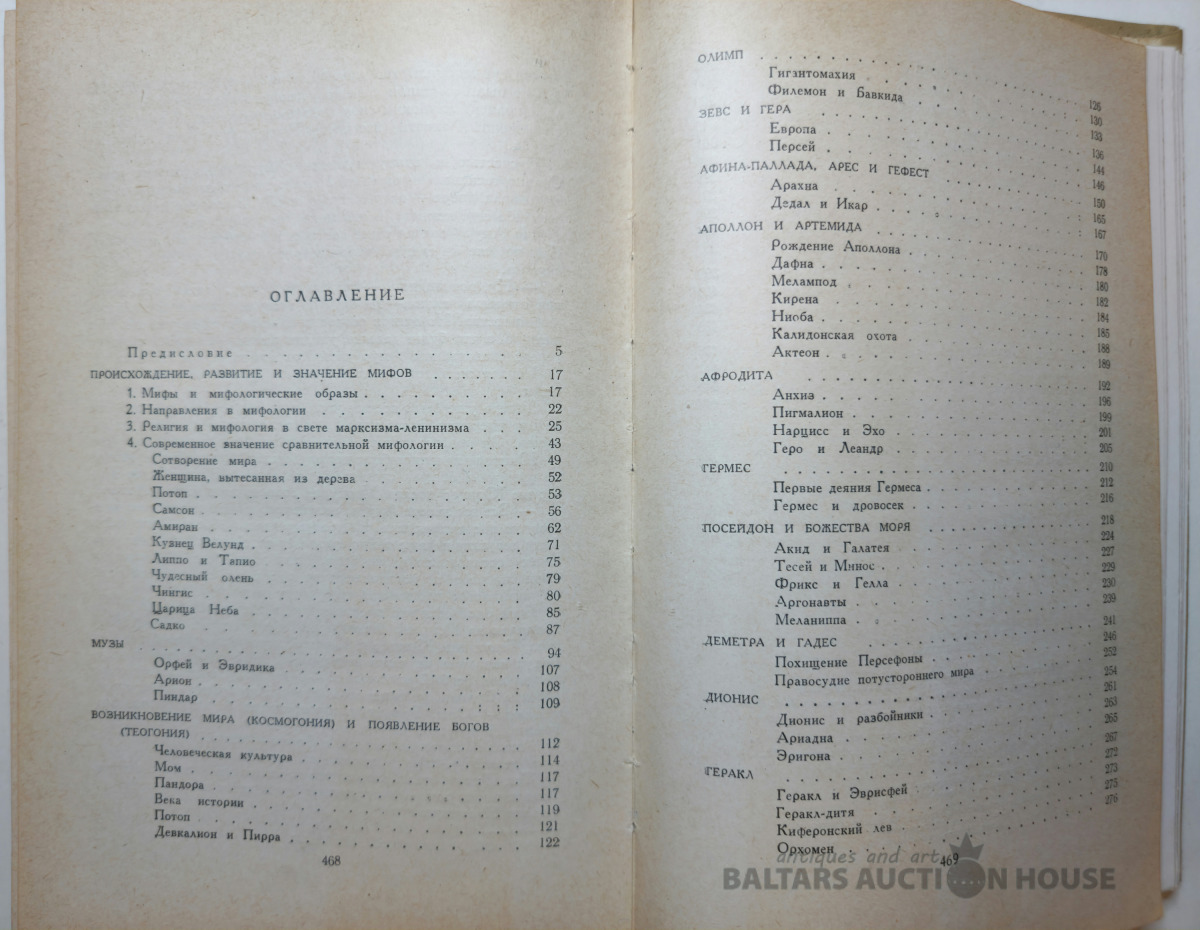 ОГЛАВЛЕНИЕ
Предисловие 5
ПРОИСХОЖДЕНИЕ, РАЗВИТИЕ И ЗНАЧЕНИЕ МИФОВ 17
1. Мифы и мифологические образы 17
2. Направления в мифологии 22
3. Религия и мифология в свете марксизма-ленинизма 25
4. Современное значение сравнительной мифологии 43
Сотворение мира 49
Женщина, вытесанная из дерева 52
Потоп 53
Самсон 56
Амиран 62
Кузнец Велунд 71
Липпо и Тапио 75
Чудесный олень 79
Чингис 80
Царица Неба 85
Садко 87
МУЗЫ 94
Орфей и Эвридика 107
Арион 108
Пиндар 109
ВОЗНИКНОВЕНИЕ МИРА (КОСМОГОНИЯ) И ПОЯВЛЕНИЕ БОГОВ
(ТЕОГОНИЯ) 112
Человеческая культура 114
Мом 117
Пандора 117
Века истории 119
Потоп 121
Девкалион и Пирра 122
468
ОЛИМП 126
Гигантомахия 130
Филемон и Бавкида 133
ЗЕВС И ГЕРА 136
Европа 144
Персей 146
АФИНА-ПАЛЛАДА, АРЕС И ГЕФЕСТ 150
Арахна 165
Дедал и Икар 167
АПОЛЛОН И АРТЕМИДА 170
Рождение Аполлона 178
Дафна 180
Мелампод 182
Кирена 184
Ниоба 185
Калидонская охота 188
Актеон 189
АФРОДИТА 192
Анхиз 196
Пигмалион 199
Нарцисс и Эхо 201
Геро и Леандр 205
ГЕРМЕС 210
Первые деяния Гермеса 212
Гермес и дровосек 216
ПОСЕЙДОН И БОЖЕСТВА МОРЯ 218
Акид и Галатея 224
Тесей и Минос 227
Фрикс и Гелла 229
Аргонавты 230
Меланиппа 239
ДЕМЕТРА И ГАДЕС 241
Похищение Персефоны 246
Правосудие потустороннего мира 252
ДИОНИС 254
Дионис и разбойники 261
Ариадна 263
Эригона 265
ГЕРАКЛ 267
Геракл и Эврисфей 272
Геракл-дитя 273
Киферонский лев 275
Орхомен 276
469
antiques and art
BALTARS AUCTION HOUSE